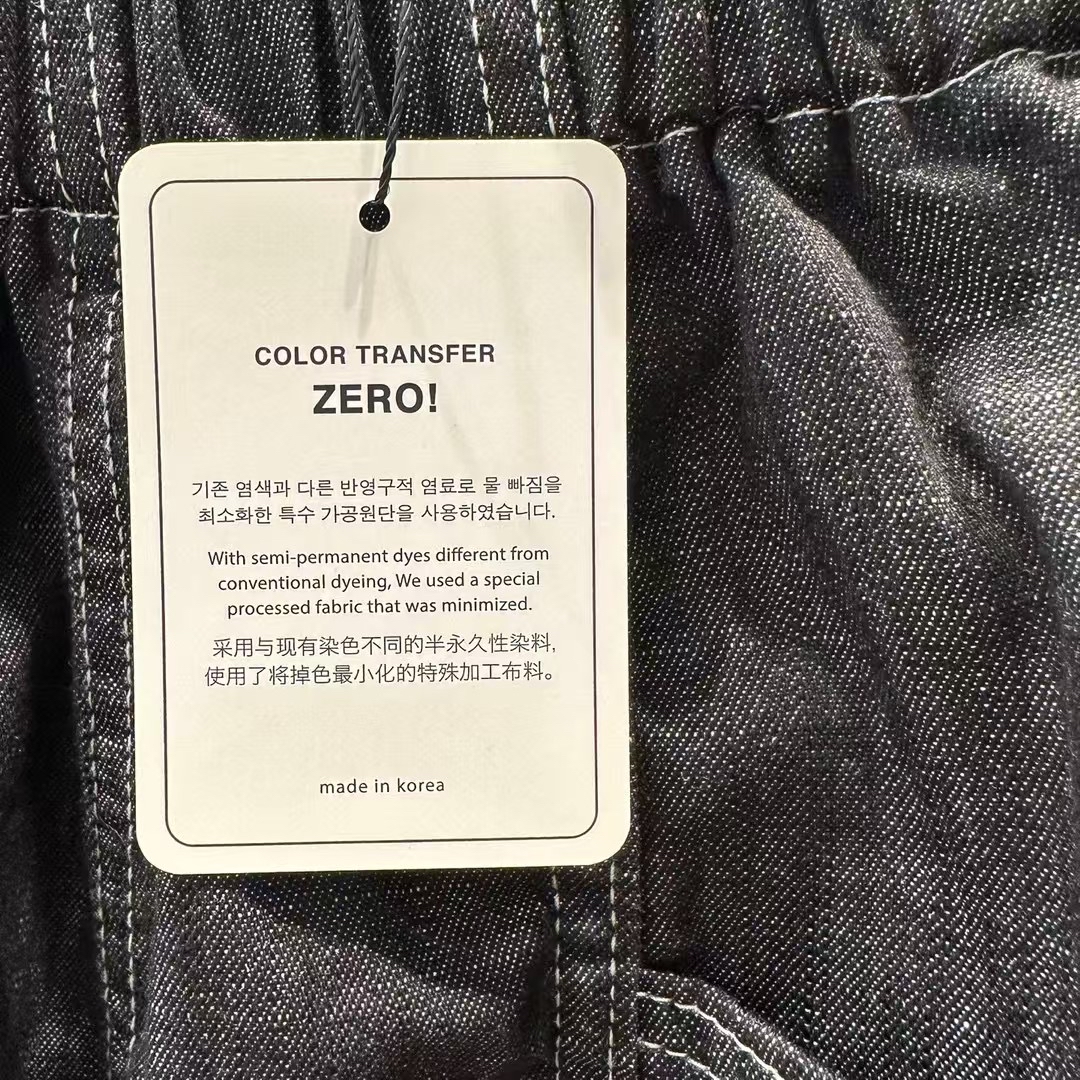 COLOR TRANSFER
ZERO!
기존 염색과 다른 반영구적 염료로 물 빠짐을
최소화한 특수 가공원단을 사용하였습니다.
With semi-permanent dyes different from
conventional dyeing, We used a special
processed fabric that was minimized.
采用与现有染色不同的半永久性染料,
使用了将掉色最小化的特殊加工布料。
made in korea